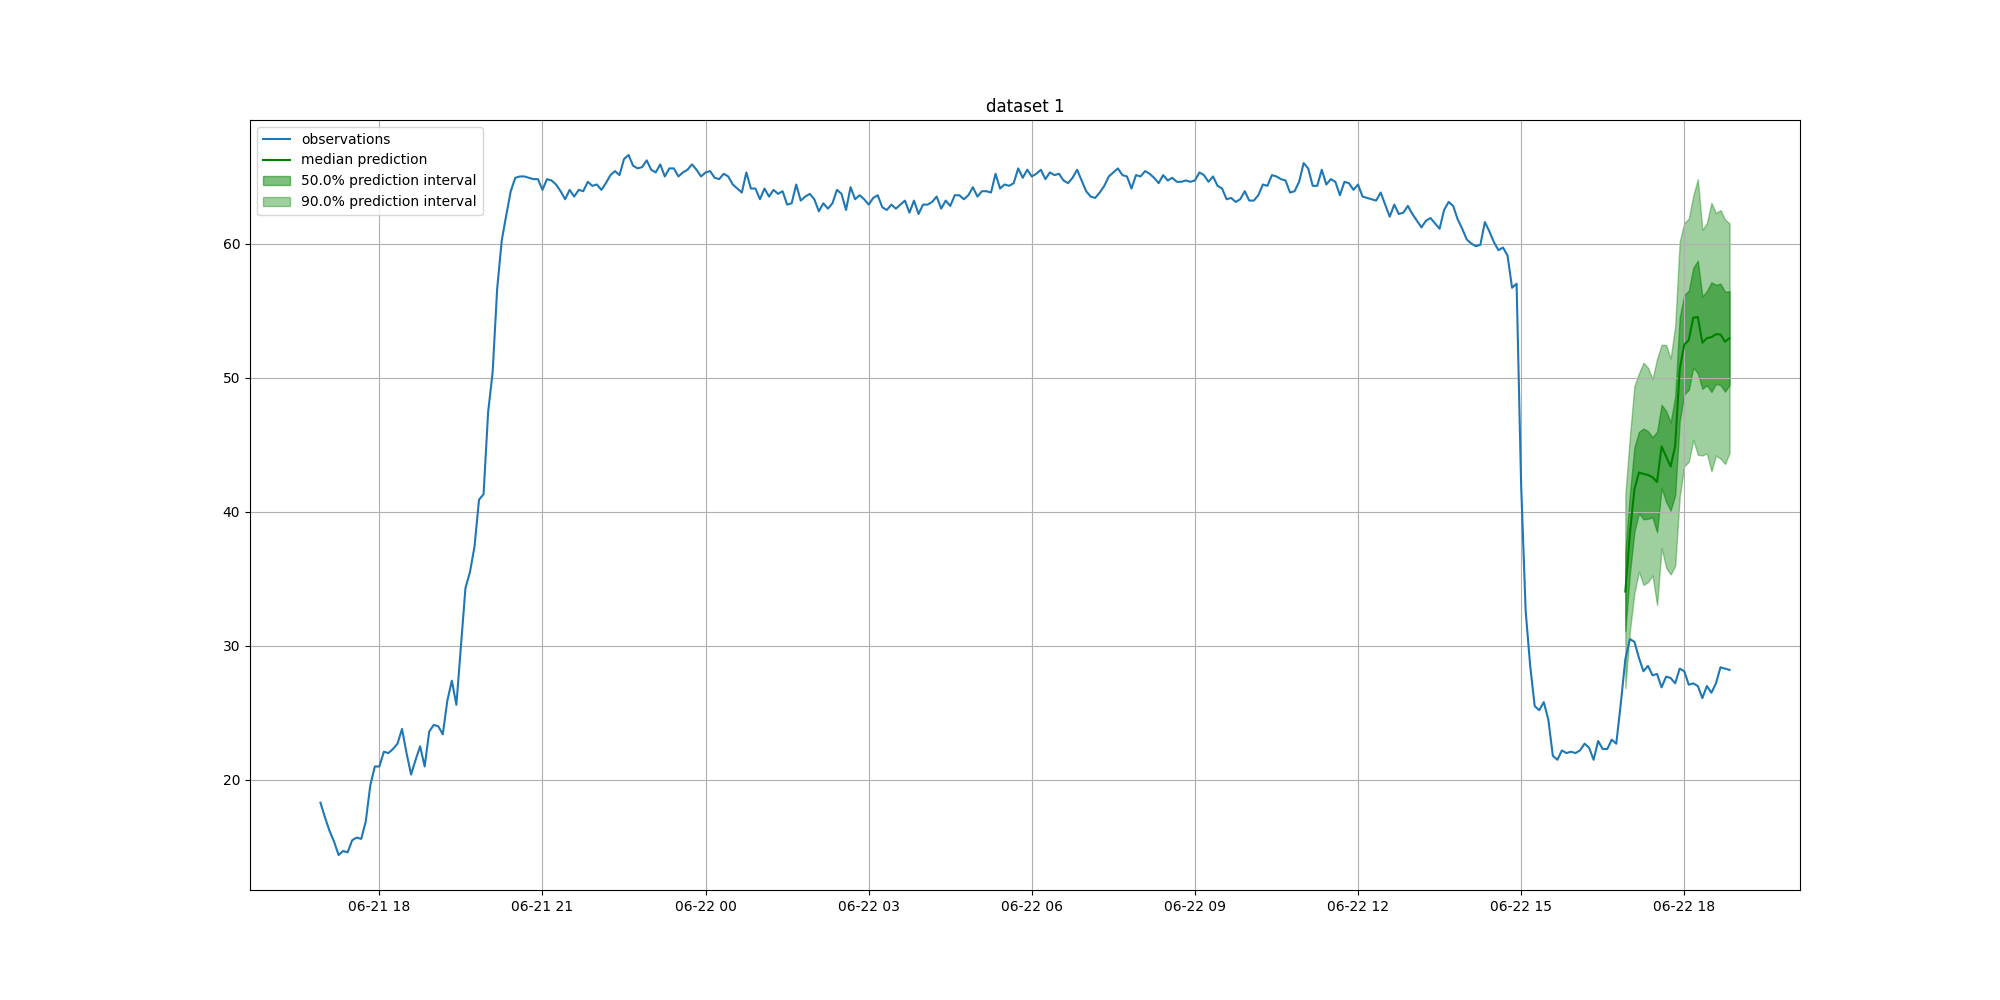 dataset 1
observations
median prediction
50.0% prediction interval
90.0% prediction interval
60
50
40
30
20
06-21 18
06-21 21
06-22 00
06-22 03
06-22 06
06-22 09
06-22 12
06-22 15
06-22 18